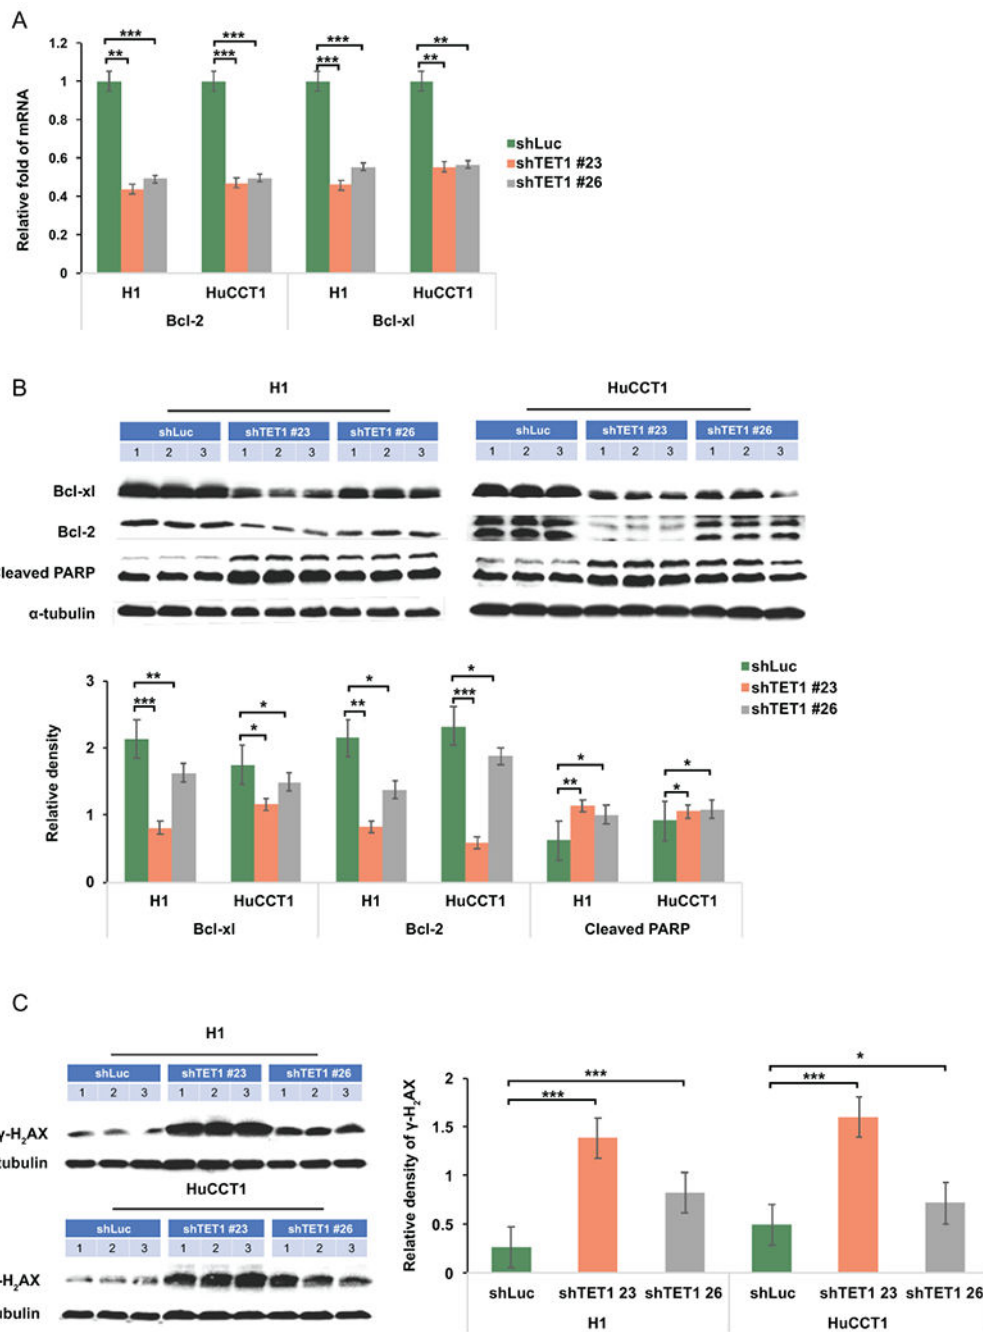 A
*** *** *** **
** *** *** **
1.2
1
0.8
0.6
0.4
0.2
0
Relative fold of mRNA
shLuc
shTET1 #23
shTET1 #26
H1 HuCCT1 H1 HuCCT1
Bcl-2 Bcl-xl
B
H1 HuCCT1
shLuc shTET1 #23 shTET1 #26 shLuc shTET1 #23 shTET1 #26
1 2 3 1 2 3 1 2 3 1 2 3 1 2 3 1 2 3
Bcl-xl
Bcl-2
Cleaved PARP
α-tubulin
shLuc
shTET1 #23
shTET1 #26
** * * * * *
*** * ** *** ** *
3
2
1
0
Relative density
H1 HuCCT1 H1 HuCCT1 H1 HuCCT1
Bcl-xl Bcl-2 Cleaved PARP
C
H1
shLuc shTET1 #23 shTET1 #26
1 2 3 1 2 3 1 2 3
γ-H₂AX
tubulin
HuCCT1
shLuc shTET1 #23 shTET1 #26
1 2 3 1 2 3 1 2 3
-H₂AX
tubulin
Relative density of γ-H₂AX
2
1.5
1
0.5
0
*** *
*** ***
shLuc shTET1 23 shTET1 26 shLuc shTET1 23 shTET1 26
H1 HuCCT1